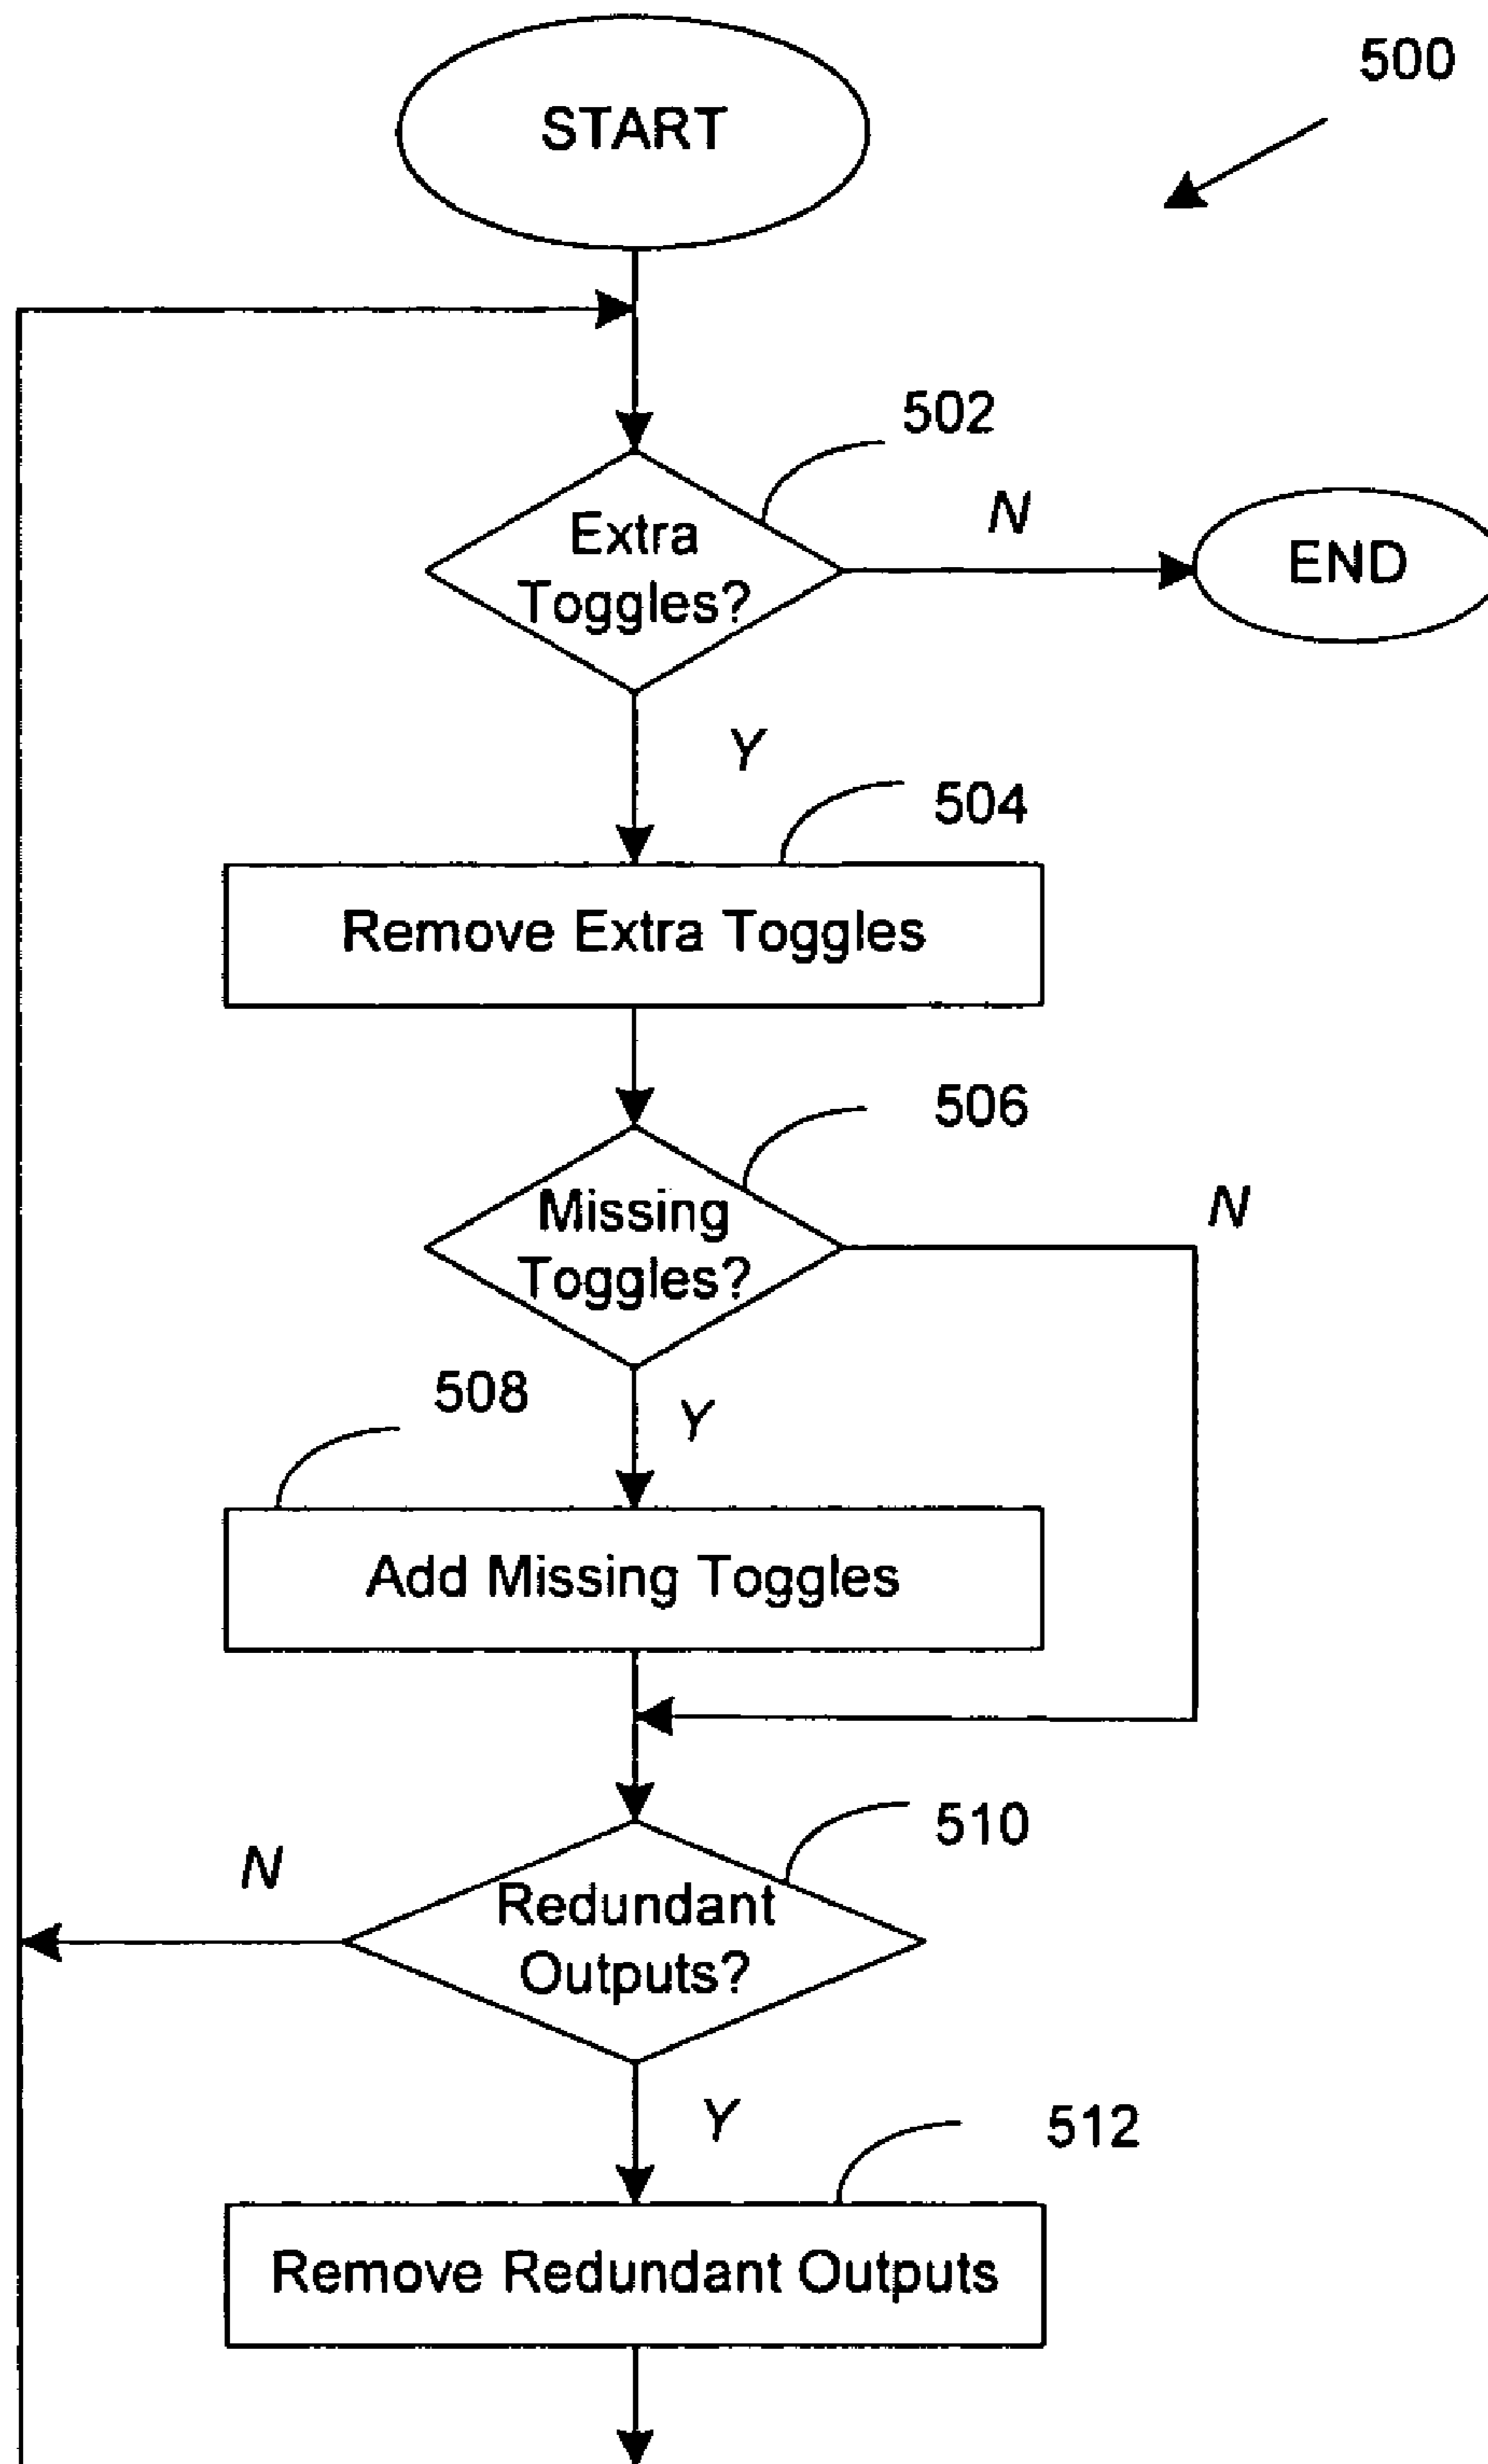 500
START
502
Extra
Toggles?
N
END
Y
504
Remove Extra Toggles
506
Missing
Toggles?
N
508
Y
Add Missing Toggles
510
N
Redundant
Outputs?
Y
512
Remove Redundant Outputs